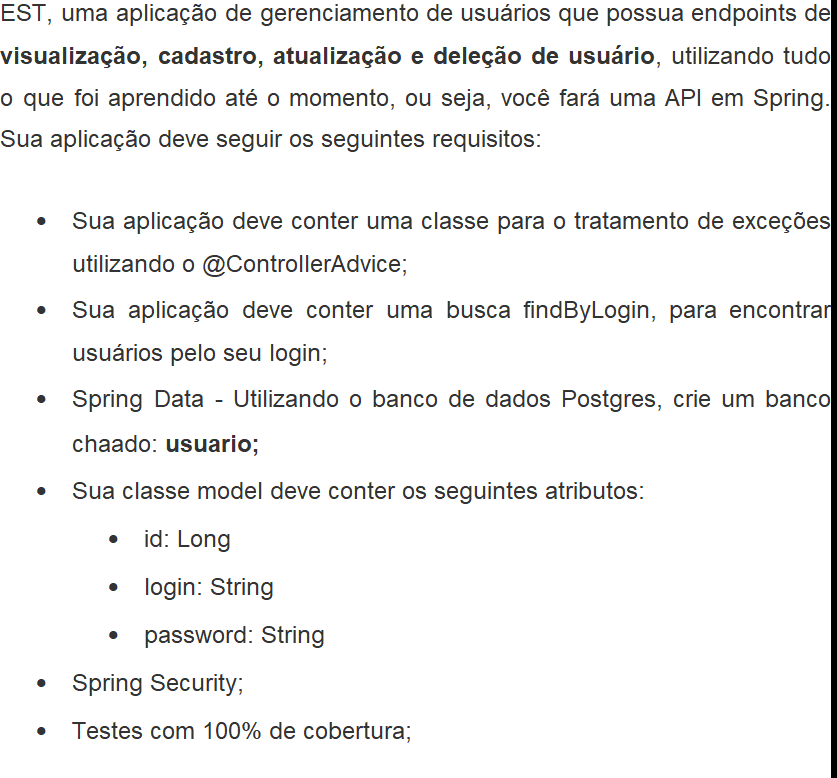 EST, uma aplicação de gerenciamento de usuários que possua endpoints de
visualização, cadastro, atualização e deleção de usuário, utilizando tudo
o que foi aprendido até o momento, ou seja, você fará uma API em Spring.
Sua aplicação deve seguir os seguintes requisitos:
• Sua aplicação deve conter uma classe para o tratamento de exceções
utilizando o @ControllerAdvice;
• Sua aplicação deve conter uma busca findByLogin, para encontrar
usuários pelo seu login;
• Spring Data - Utilizando o banco de dados Postgres, crie um banco
chaado: usuario;
• Sua classe model deve conter os seguintes atributos:
• id: Long
• login: String
• password: String
• Spring Security;
• Testes com 100% de cobertura;